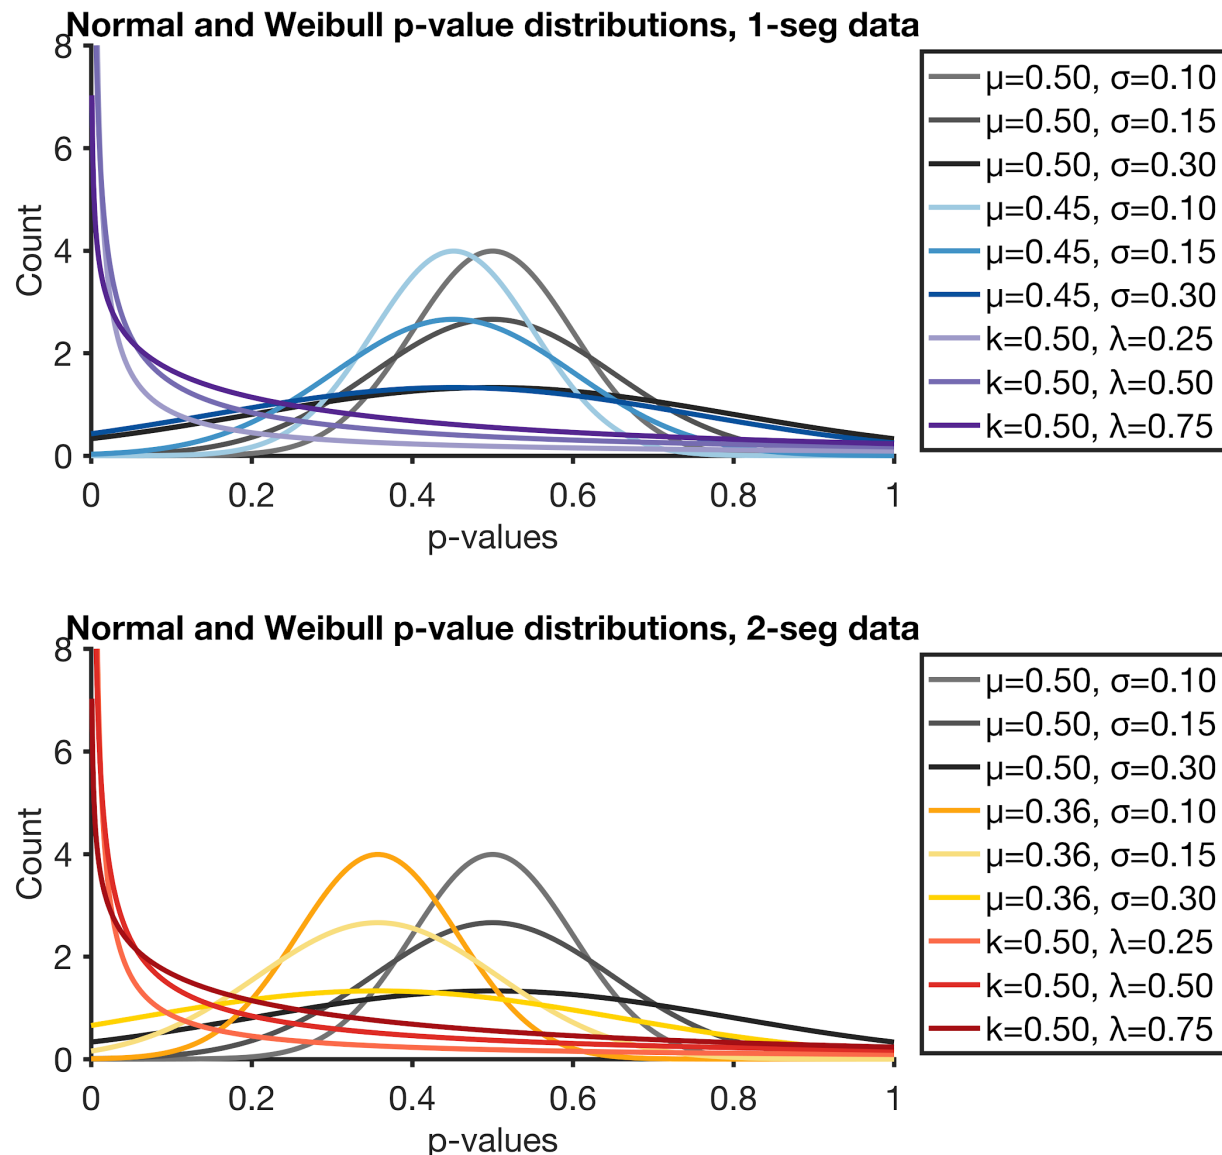 Normal and Weibull p-value distributions, 1-seg data
8
6
4
2
0
Count
0 0.2 0.4 0.6 0.8 1
p-values
μ=0.50, σ=0.10
μ=0.50, σ=0.15
μ=0.50, σ=0.30
μ=0.45, σ=0.10
μ=0.45, σ=0.15
μ=0.45, σ=0.30
k=0.50, λ=0.25
k=0.50, λ=0.50
k=0.50, λ=0.75
Normal and Weibull p-value distributions, 2-seg data
8
6
4
2
0
Count
0 0.2 0.4 0.6 0.8 1
p-values
μ=0.50, σ=0.10
μ=0.50, σ=0.15
μ=0.50, σ=0.30
μ=0.36, σ=0.10
μ=0.36, σ=0.15
μ=0.36, σ=0.30
k=0.50, λ=0.25
k=0.50, λ=0.50
k=0.50, λ=0.75